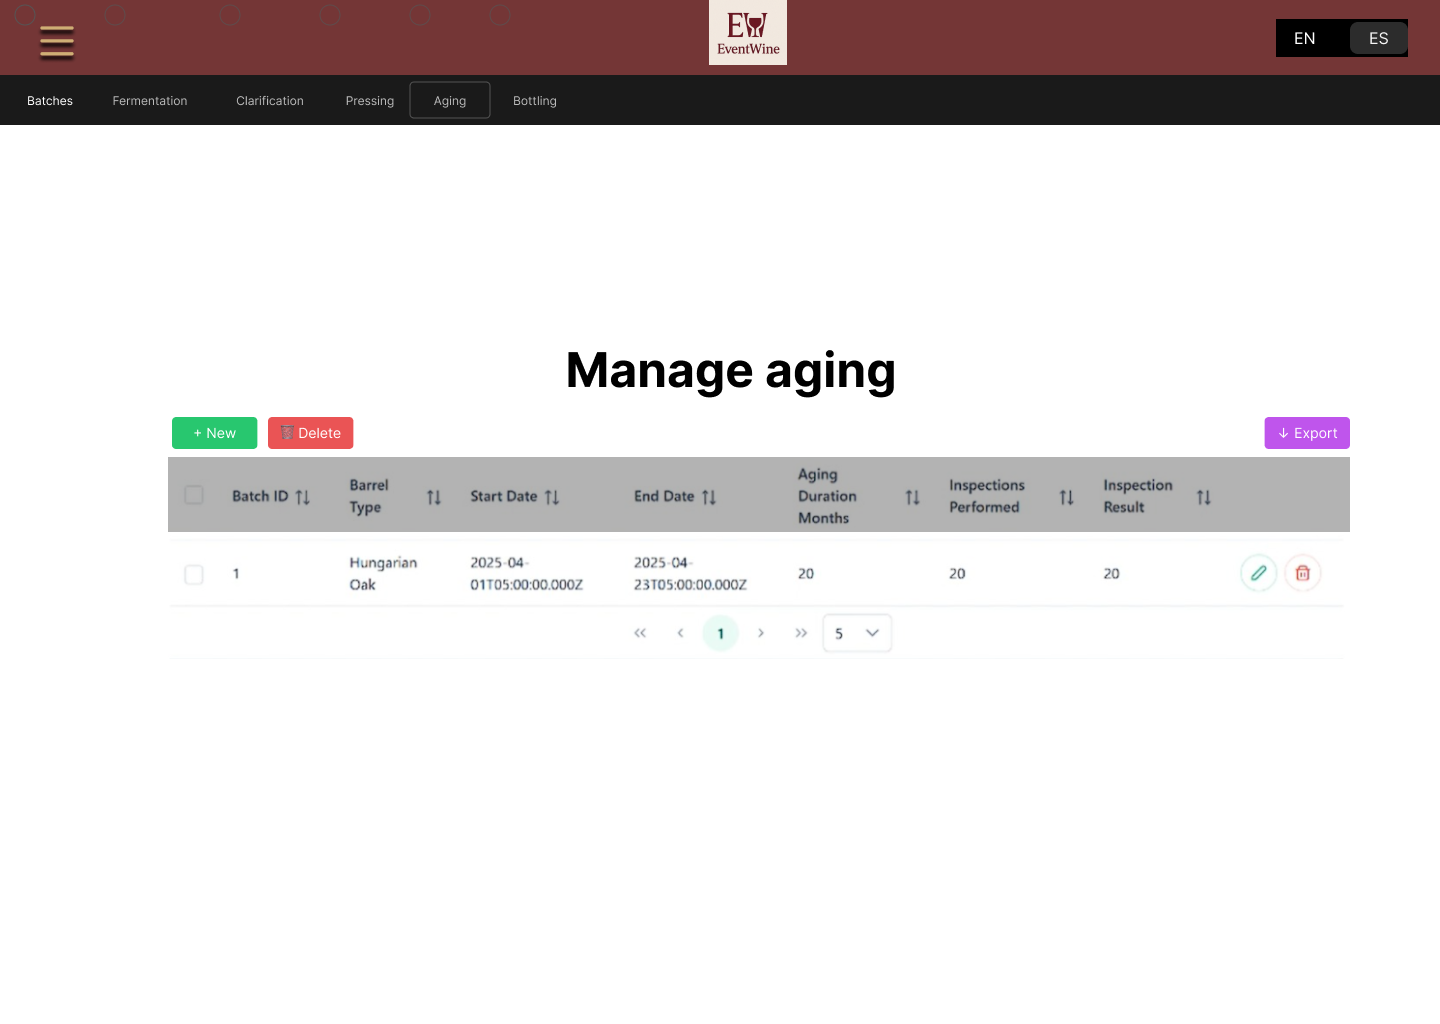 EW
EventWine
EN ES
Batches Fermentation Clarification Pressing Aging Bottling
Manage aging
+ New Delete ↓ Export
Batch ID Barrel Type Start Date End Date Aging Duration Months Inspections Performed Inspection Result
1 Hungarian Oak 2025-04-01T05:00:00.000Z 2025-04-23T05:00:00.000Z 20 20 20
« ‹ 1 › » 5